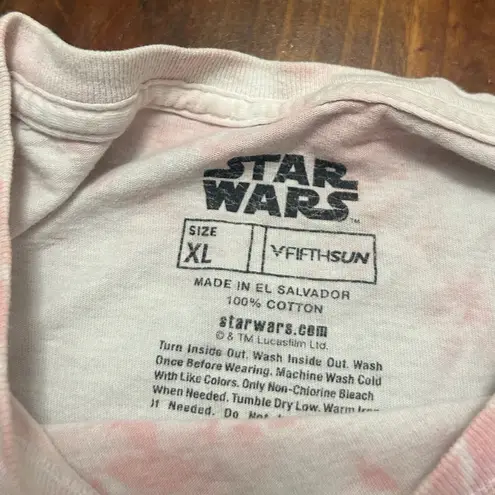 STAR
WARS™
SIZE
XL
FIFTHSUN
MADE IN EL SALVADOR
100% COTTON
starwars.com
© & TM Lucasfilm Ltd.
Turn Inside Out. Wash Inside Out. Wash
Once Before Wearing. Machine Wash Cold
With Like Colors. Only Non-Chlorine Bleach
When Needed. Tumble Dry Low. Warm Iron
If Needed. Do Not